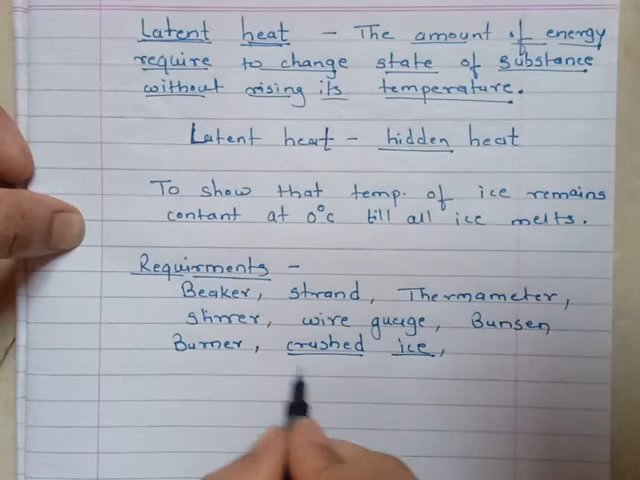 Latent heat - The amount of energy
require to change state of substance
without rising its temperature.
Latent heat - hidden heat
To show that temp. of ice remains
contant at 0°c till all ice melts.
Requirments -
Beaker, strand, Thermameter,
stirrer, wire guage, Bunsen,
Burner, crushed ice,